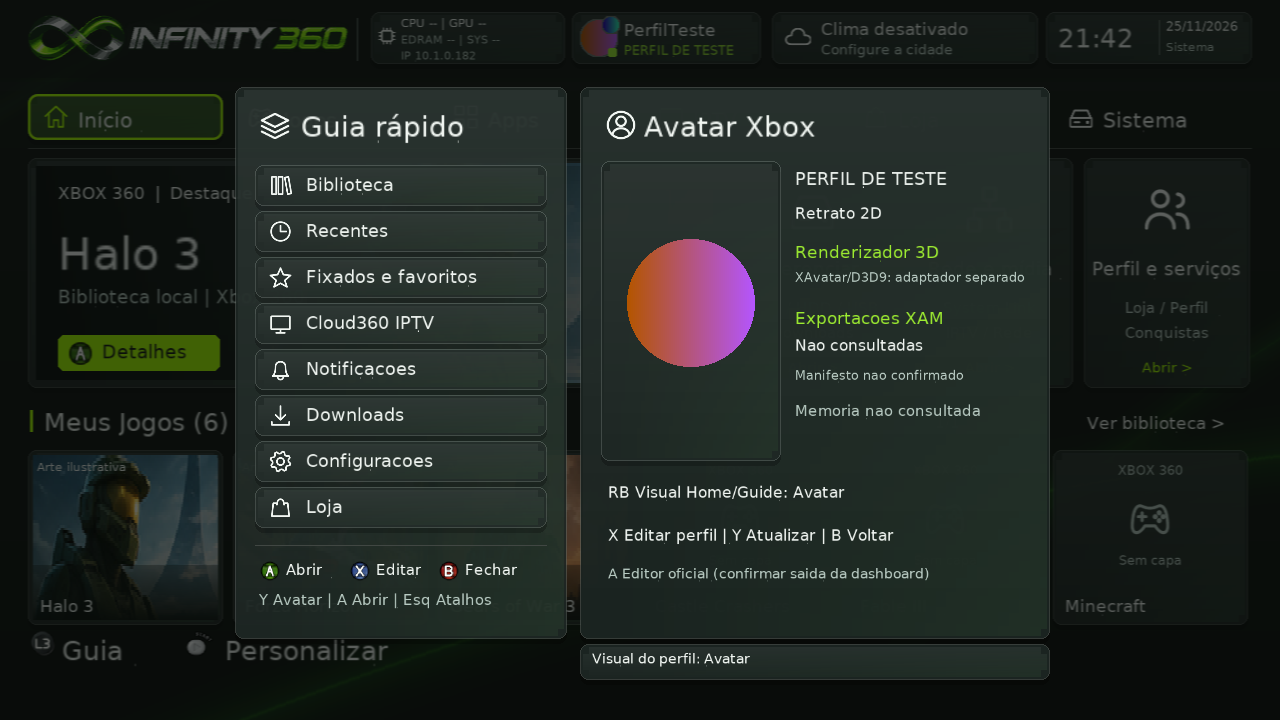 INFINITY 360
CPU -- | GPU --
EDRAM -- | SYS --
IP 10.1.0.182
PerfilTeste
PERFIL DE TESTE
Clima desativado
Configure a cidade
21:42
25/11/2026
Sistema
Início
Apps
Sistema
Guia rápido
Biblioteca
Recentes
Fixados e favoritos
Cloud360 IPTV
Notificacoes
Downloads
Configuracoes
Loja
A Abrir
X Editar
B Fechar
Y Avatar | A Abrir | Esq Atalhos
Avatar Xbox
PERFIL DE TESTE
Retrato 2D
Renderizador 3D
XAvatar/D3D9: adaptador separado
Exportacoes XAM
Nao consultadas
Manifesto nao confirmado
Memoria nao consultada
RB Visual Home/Guide: Avatar
X Editar perfil | Y Atualizar | B Voltar
A Editor oficial (confirmar saida da dashboard)
Visual do perfil: Avatar
XBOX 360 | Destaqu
Halo 3
Biblioteca local | Xb
A Detalhes
Perfil e serviços
Loja / Perfil
Conquistas
Abrir >
Meus Jogos (6)
Ver biblioteca >
Arte ilustrativa
Halo 3
of War 3
XBOX 360
Sem capa
Minecraft
L3 Guia
Personalizar